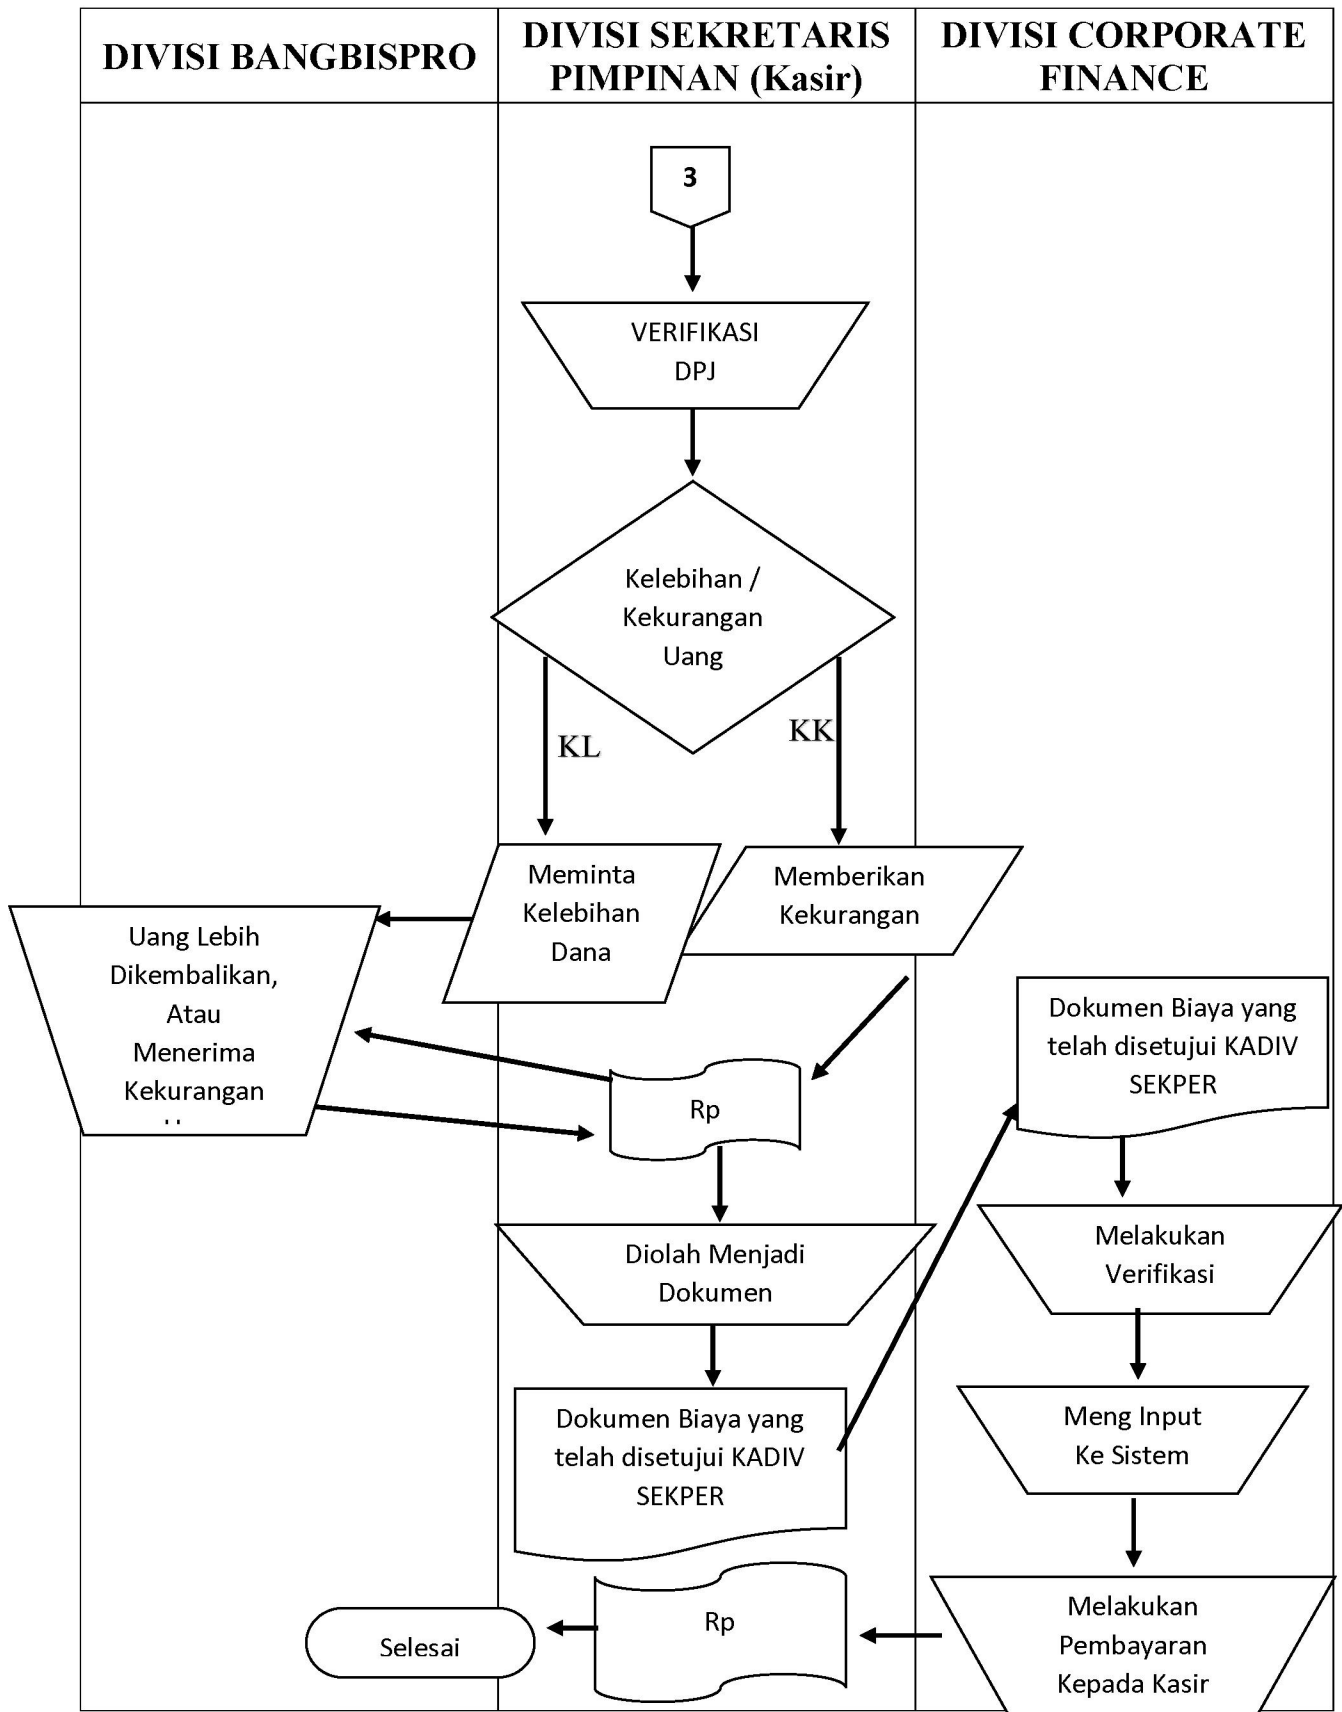 DIVISI BANGBISPRO
DIVISI SEKRETARIS
PIMPINAN (Kasir)
DIVISI CORPORATE
FINANCE
3
VERIFIKASI
DPJ
Kelebihan /
Kekurangan
Uang
KL
KK
Meminta
Kelebihan
Dana
Memberikan
Kekurangan
Uang Lebih
Dikembalikan,
Atau
Menerima
Kekurangan
Rp
Dokumen Biaya yang
telah disetujui KADIV
SEKPER
Diolah Menjadi
Dokumen
Melakukan
Verifikasi
Dokumen Biaya yang
telah disetujui KADIV
SEKPER
Meng Input
Ke Sistem
Rp
Selesai
Melakukan
Pembayaran
Kepada Kasir